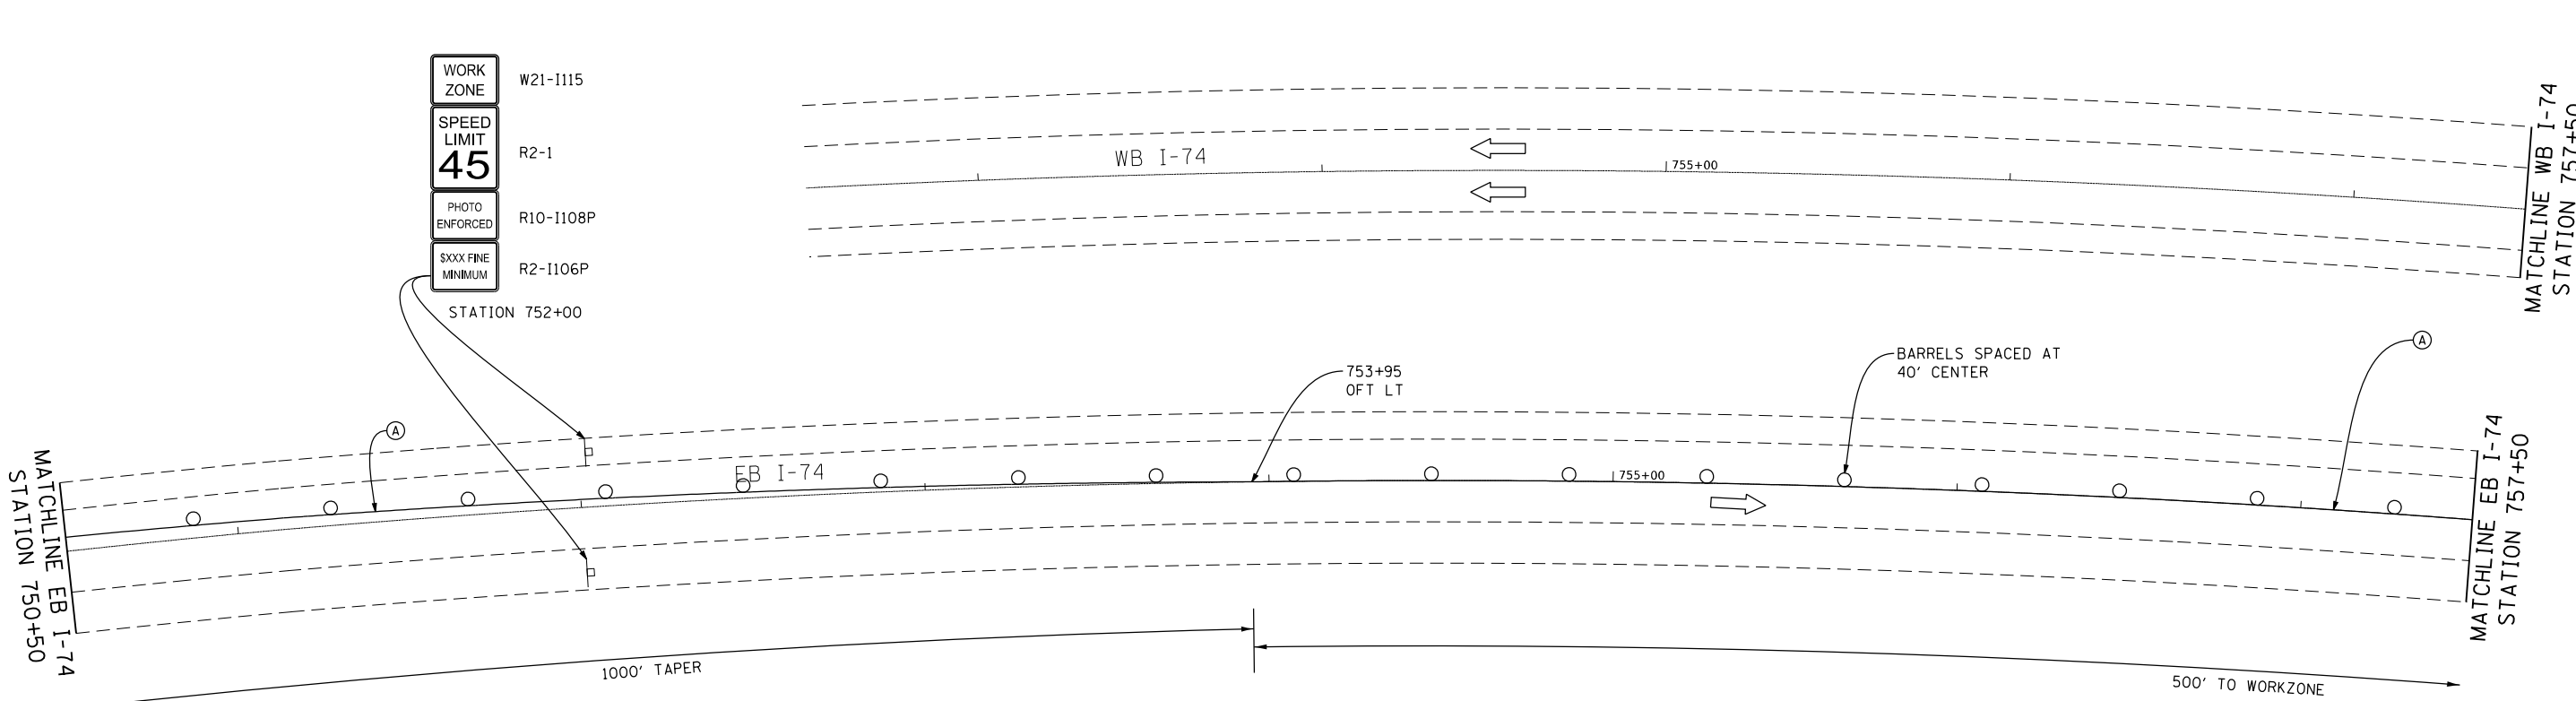 WORK
ZONE
W21-I115
SPEED
LIMIT
45
R2-1
PHOTO
ENFORCED
R10-I108P
$XXX FINE
MINIMUM
R2-I106P
STATION 752+00
WB I-74
755+00
MATCHLINE WB I-74
STATION 757+50
A
753+95
0FT LT
BARRELS SPACED AT
40' CENTER
A
EB I-74
755+00
MATCHLINE EB I-74
STATION 750+50
MATCHLINE EB I-74
STATION 757+50
1000' TAPER
500' TO WORKZONE